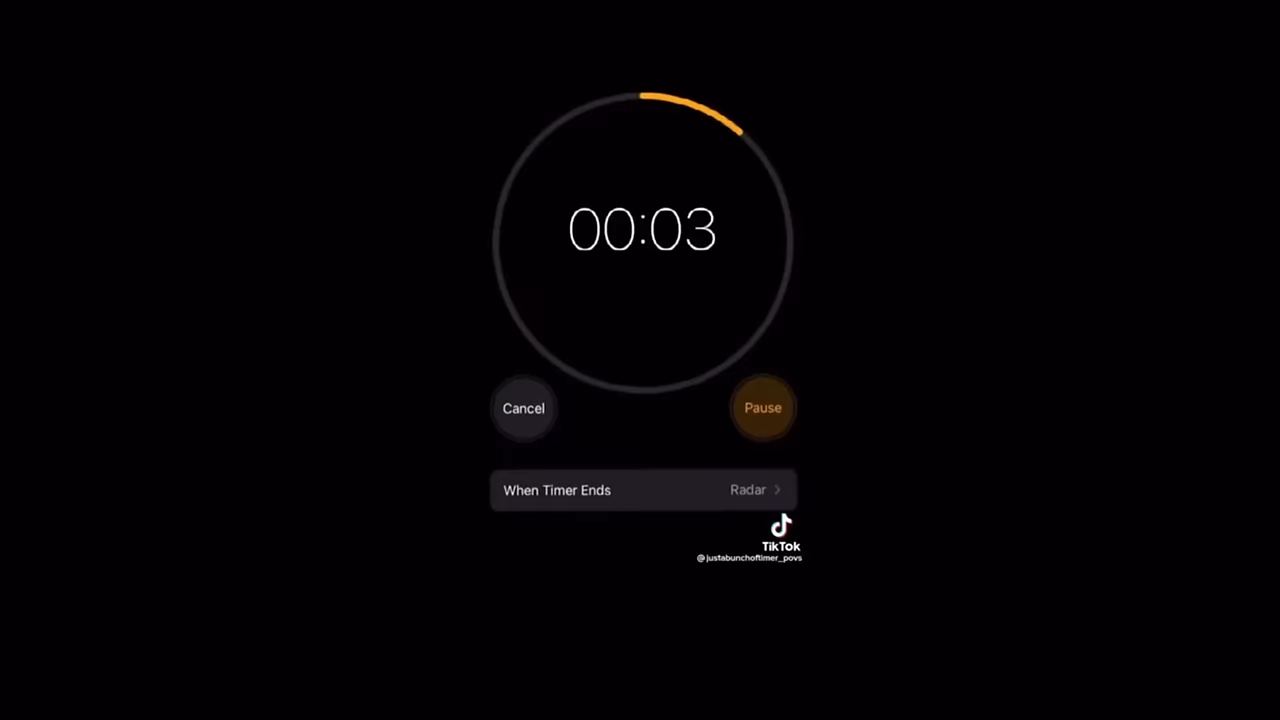 00:03
Cancel
Pause
When Timer Ends
Radar
TikTok
@justabunchoftimer_povs